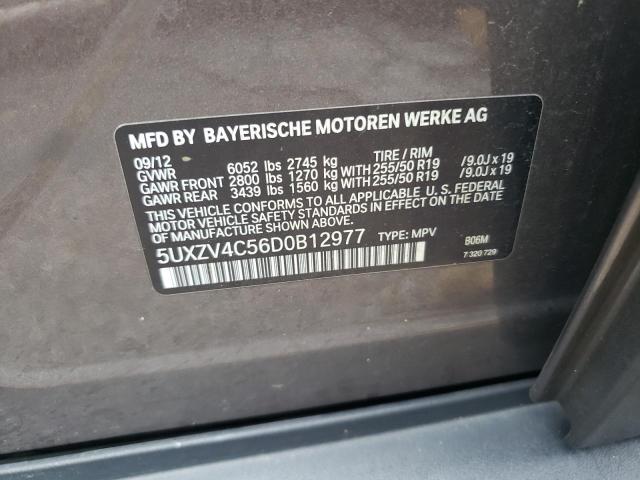 MFD BY BAYERISCHE MOTOREN WERKE AG
09/12 TIRE / RIM
GVWR 6052 lbs 2745 kg
GAWR FRONT 2800 lbs 1270 kg WITH 255/50 R19 /9.0J x 19
GAWR REAR 3439 lbs 1560 kg WITH 255/50 R19 /9.0J x 19
THIS VEHICLE CONFORMS TO ALL APPLICABLE U. S. FEDERAL
MOTOR VEHICLE SAFETY STANDARDS IN EFFECT ON THE DATE
OF MANUFACTURE SHOWN ABOVE.
5UXZV4C56D0B12977 TYPE: MPV B06M
7 320 729